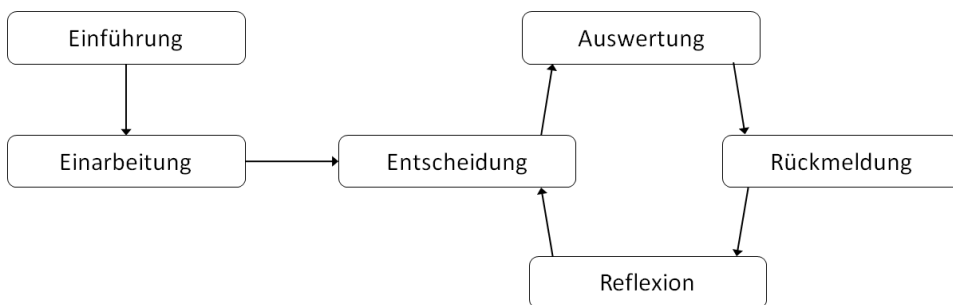 Einführung
Auswertung
Einarbeitung
Entscheidung
Rückmeldung
Reflexion